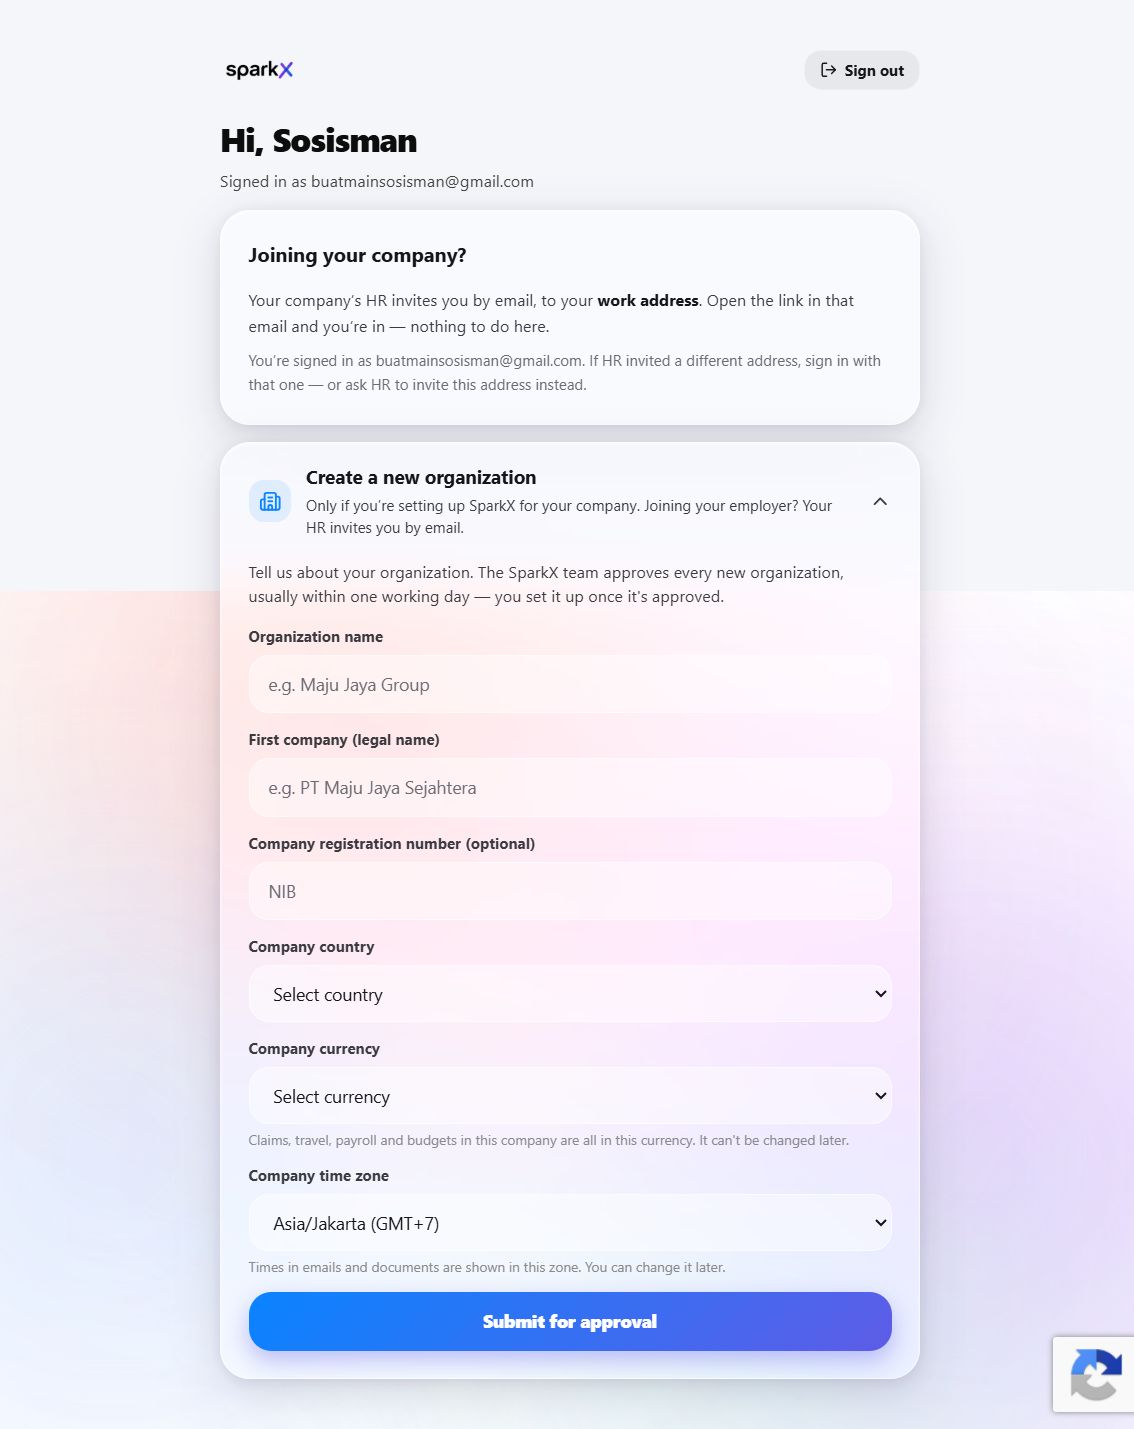 sparkX
Sign out
Hi, Sosisman
Signed in as buatmainsosisman@gmail.com
Joining your company?
Your company's HR invites you by email, to your work address. Open the link in that
email and you're in — nothing to do here.
You're signed in as buatmainsosisman@gmail.com. If HR invited a different address, sign in with
that one — or ask HR to invite this address instead.
Create a new organization
Only if you're setting up SparkX for your company. Joining your employer? Your
HR invites you by email.
Tell us about your organization. The SparkX team approves every new organization,
usually within one working day — you set it up once it's approved.
Organization name
e.g. Maju Jaya Group
First company (legal name)
e.g. PT Maju Jaya Sejahtera
Company registration number (optional)
NIB
Company country
Select country
Company currency
Select currency
Claims, travel, payroll and budgets in this company are all in this currency. It can't be changed later.
Company time zone
Asia/Jakarta (GMT+7)
Times in emails and documents are shown in this zone. You can change it later.
Submit for approval